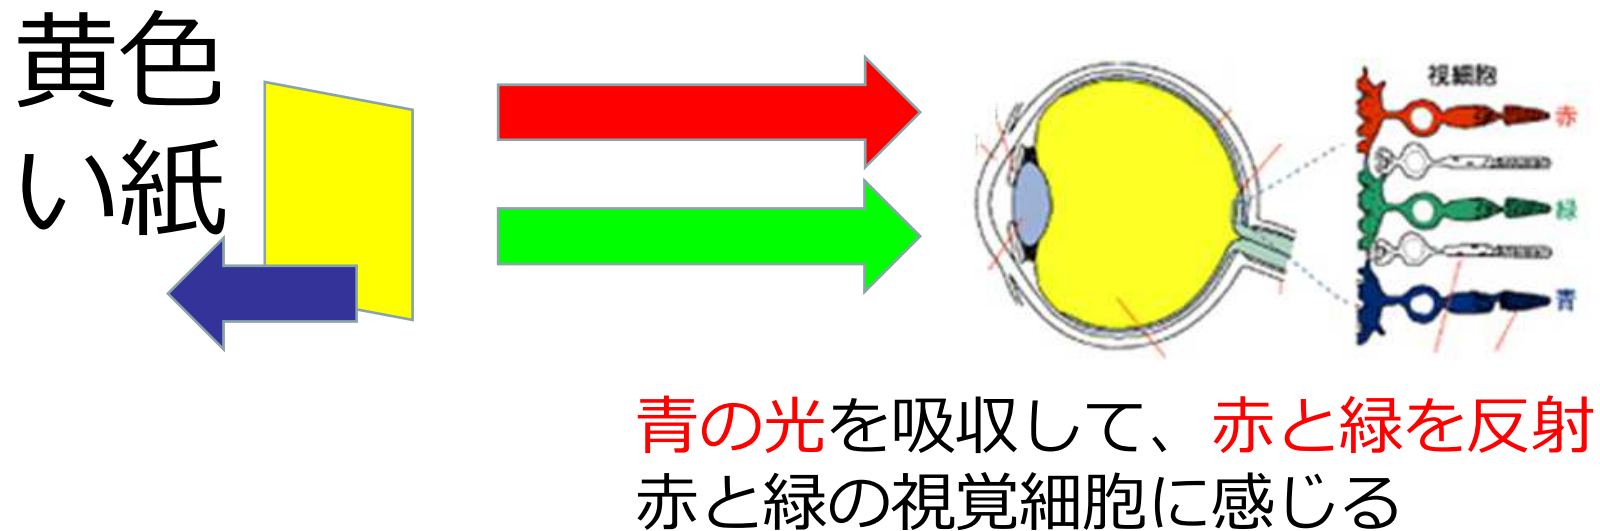 黄色
い紙
視細胞
赤
緑
青
青の光を吸収して、赤と緑を反射
赤と緑の視覚細胞に感じる